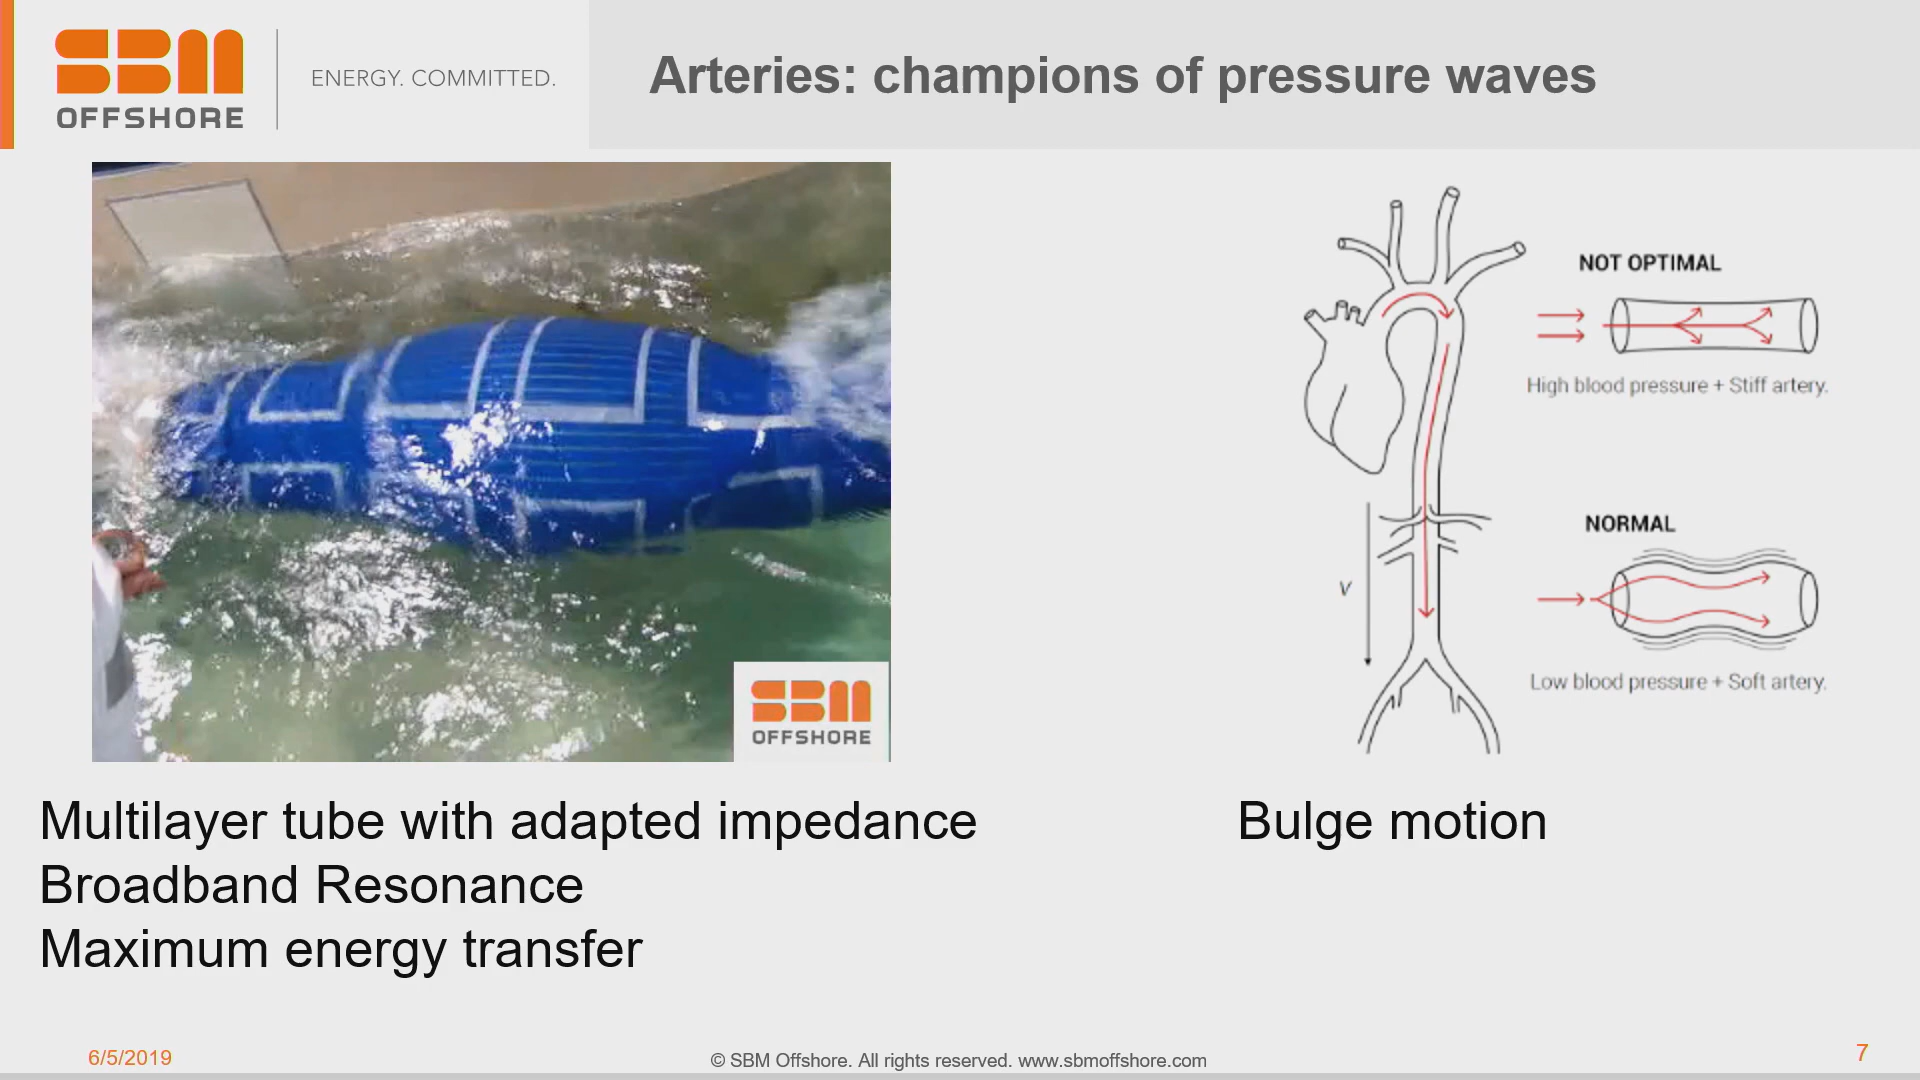 SBM
OFFSHORE
ENERGY. COMMITTED.
Arteries: champions of pressure waves
SBM
OFFSHORE
NOT OPTIMAL
High blood pressure + Stiff artery.
NORMAL
V
Low blood pressure + Soft artery.
Multilayer tube with adapted impedance
Broadband Resonance
Maximum energy transfer
Bulge motion
6/5/2019
© SBM Offshore. All rights reserved. www.sbmoffshore.com
7